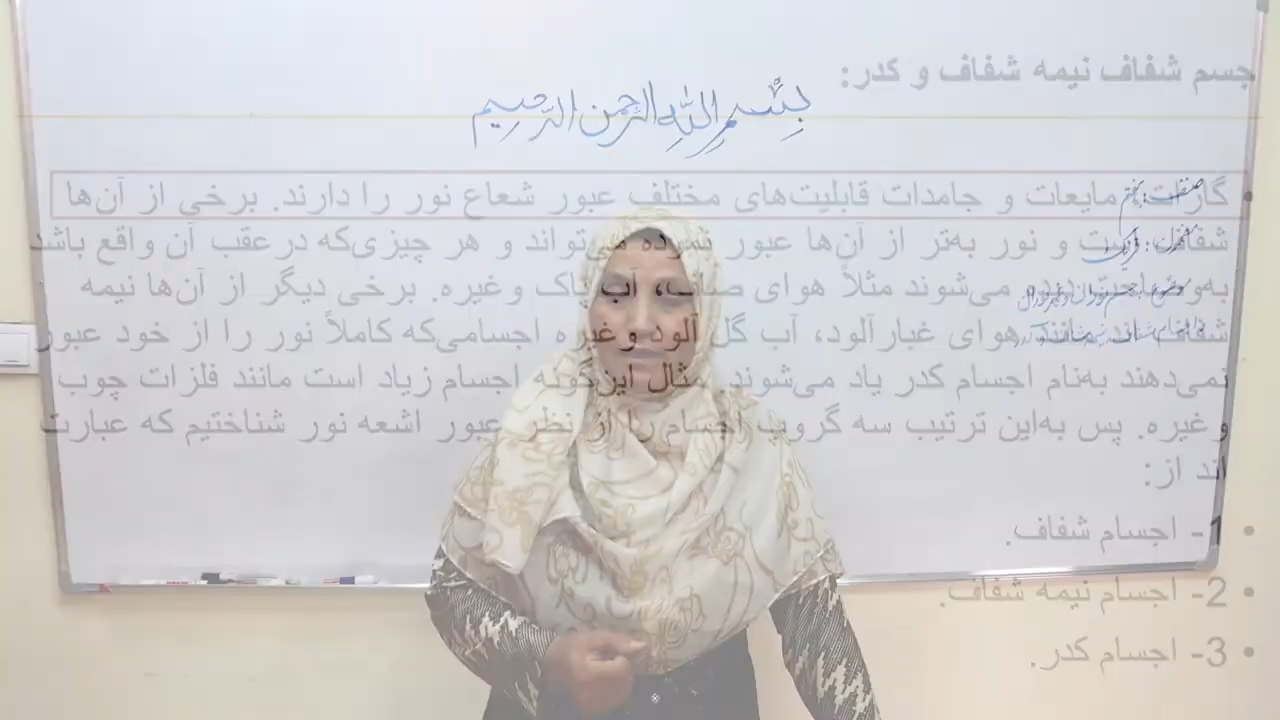 جسم شفاف نیمه شفاف و کدر:
بِسْمِ اللهِ الرَّحمن الرَّحِیم
گازات، مایعات و جامدات قابلیت‌های مختلف عبور شعاع نور را دارند. برخی از آن‌ها
شفاف است و نور به‌تر از آن‌ها عبور نموده می‌تواند و هر چیزی‌که در عقب آن واقع باشد
به‌وضاحت دیده می‌شوند مثلاً هوای صاف، آب پاک وغیره. برخی دیگر از آن‌ها نیمه
شفاف اند مانند هوای غبارآلود، آب گل آلود وغیره اجسامی‌که کاملاً نور را از خود عبور
نمی‌دهند به‌نام اجسام کدر یاد می‌شوند. مثال این‌گونه اجسام زیاد است مانند فلزات چوب
وغیره. پس به‌این ترتیب سه گروپ اجسام را از نظر عبور اشعه نور شناختیم که عبارت
اند از:
1- اجسام شفاف.
2- اجسام نیمه شفاف.
3- اجسام کدر.